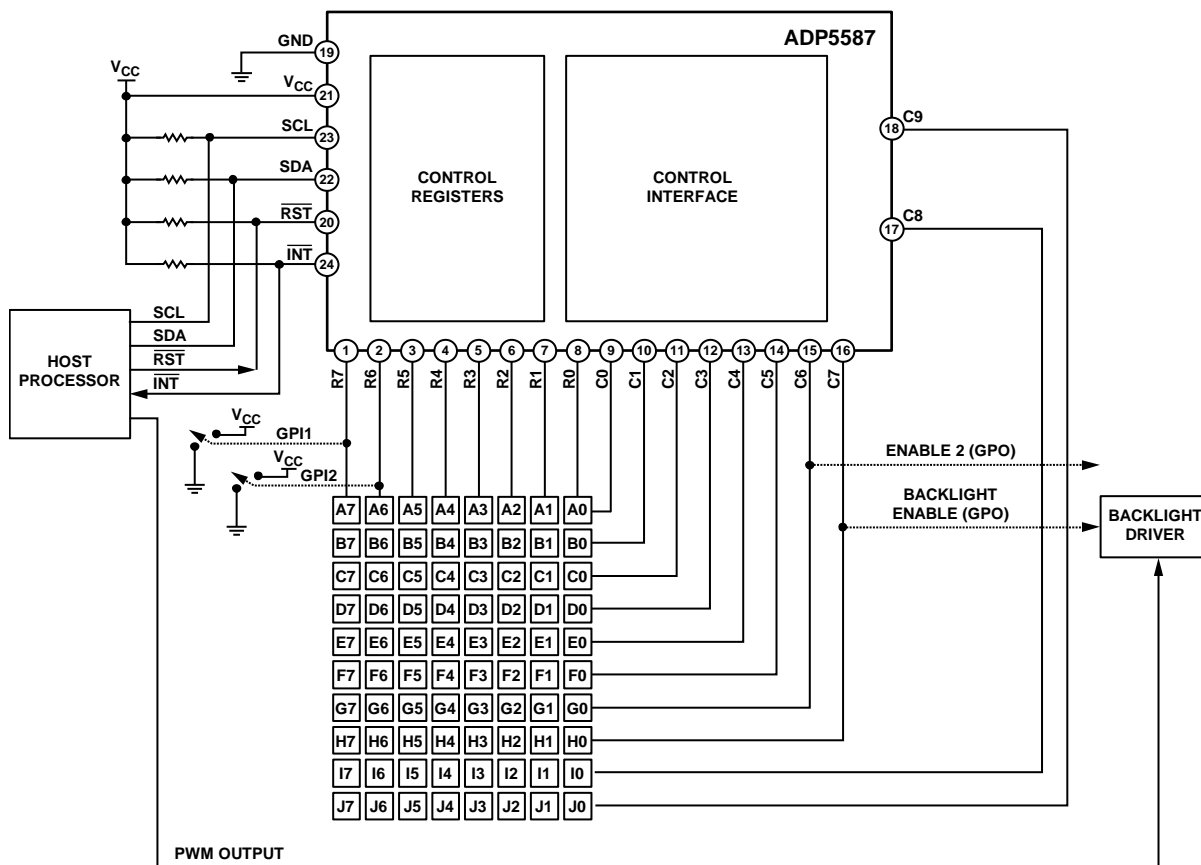 ADP5587
GND
19
VCC
VCC
21
SCL
23
SDA
22
RST
20
INT
24
CONTROL
REGISTERS
CONTROL
INTERFACE
18
C9
17
C8
HOST
PROCESSOR
SCL
SDA
RST
INT
1 2 3 4 5 6 7 8 9 10 11 12 13 14 15 16
R7 R6 R5 R4 R3 R2 R1 R0 C0 C1 C2 C3 C4 C5 C6 C7
VCC
GPI1
VCC
GPI2
ENABLE 2 (GPO)
BACKLIGHT
ENABLE (GPO)
BACKLIGHT
DRIVER
A7 A6 A5 A4 A3 A2 A1 A0
B7 B6 B5 B4 B3 B2 B1 B0
C7 C6 C5 C4 C3 C2 C1 C0
D7 D6 D5 D4 D3 D2 D1 D0
E7 E6 E5 E4 E3 E2 E1 E0
F7 F6 F5 F4 F3 F2 F1 F0
G7 G6 G5 G4 G3 G2 G1 G0
H7 H6 H5 H4 H3 H2 H1 H0
I7 I6 I5 I4 I3 I2 I1 I0
J7 J6 J5 J4 J3 J2 J1 J0
PWM OUTPUT